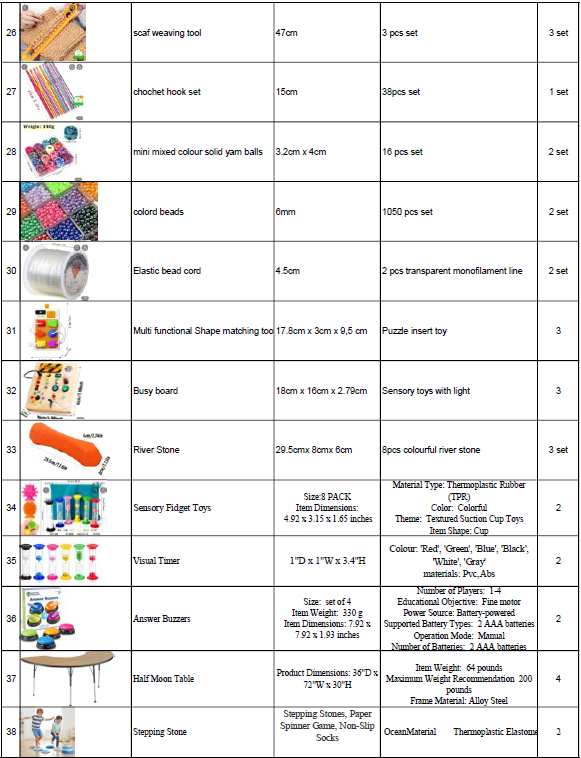 26 scaf weaving tool 47cm 3 pcs set 3 set
27 chochet hook set 15cm 38pcs set 1 set
Weight: 140g
28 mini mixed colour solid yarn balls 3.2cm x 4cm 16 pcs set 2 set
29 colord beads 6mm 1050 pcs set 2 set
30 Elastic bead cord 4.5cm 2 pcs transparent monofilament line 2 set
31 Multi functional Shape matching too 17.8cm x 3cm x 9,5 cm Puzzle insert toy 3
32 Busy board 18cm x 16cm x 2.79cm Sensory toys with light 3
33 River Stone 29.5cmx 8cmx 6cm 8pcs colourful river stone 3 set
34 Sensory Fidget Toys
Size:8 PACK
Item Dimensions:
4.92 x 3.15 x 1.65 inches
Material Type: Thermoplastic Rubber
(TPR)
Color: Colorful
Theme: Textured Suction Cup Toys
Item Shape: Cup
2
35 Visual Timer 1"D x 1"W x 3.4"H
Colour: 'Red', 'Green', 'Blue', 'Black',
'White', 'Gray'
materials: Pvc,Abs
2
Answer Buzzers
36 Answer Buzzers
Size: set of 4
Item Weight: 330 g
Item Dimensions: 7.92 x
7.92 x 1.93 inches
Number of Players: 1-4
Educational Objective: Fine motor
Power Source: Battery-powered
Supported Battery Types: 2 AAA batteries
Operation Mode: Manual
Number of Batteries: 2 AAA batteries
2
37 Half Moon Table
Product Dimensions: 36"D x
72"W x 30"H
Item Weight: 64 pounds
Maximum Weight Recommendation 200
pounds
Frame Material: Alloy Steel
4
38 Stepping Stone
Stepping Stones, Paper
Spinner Game, Non-Slip
Socks
OceanMaterial Thermoplastic Elastome
2